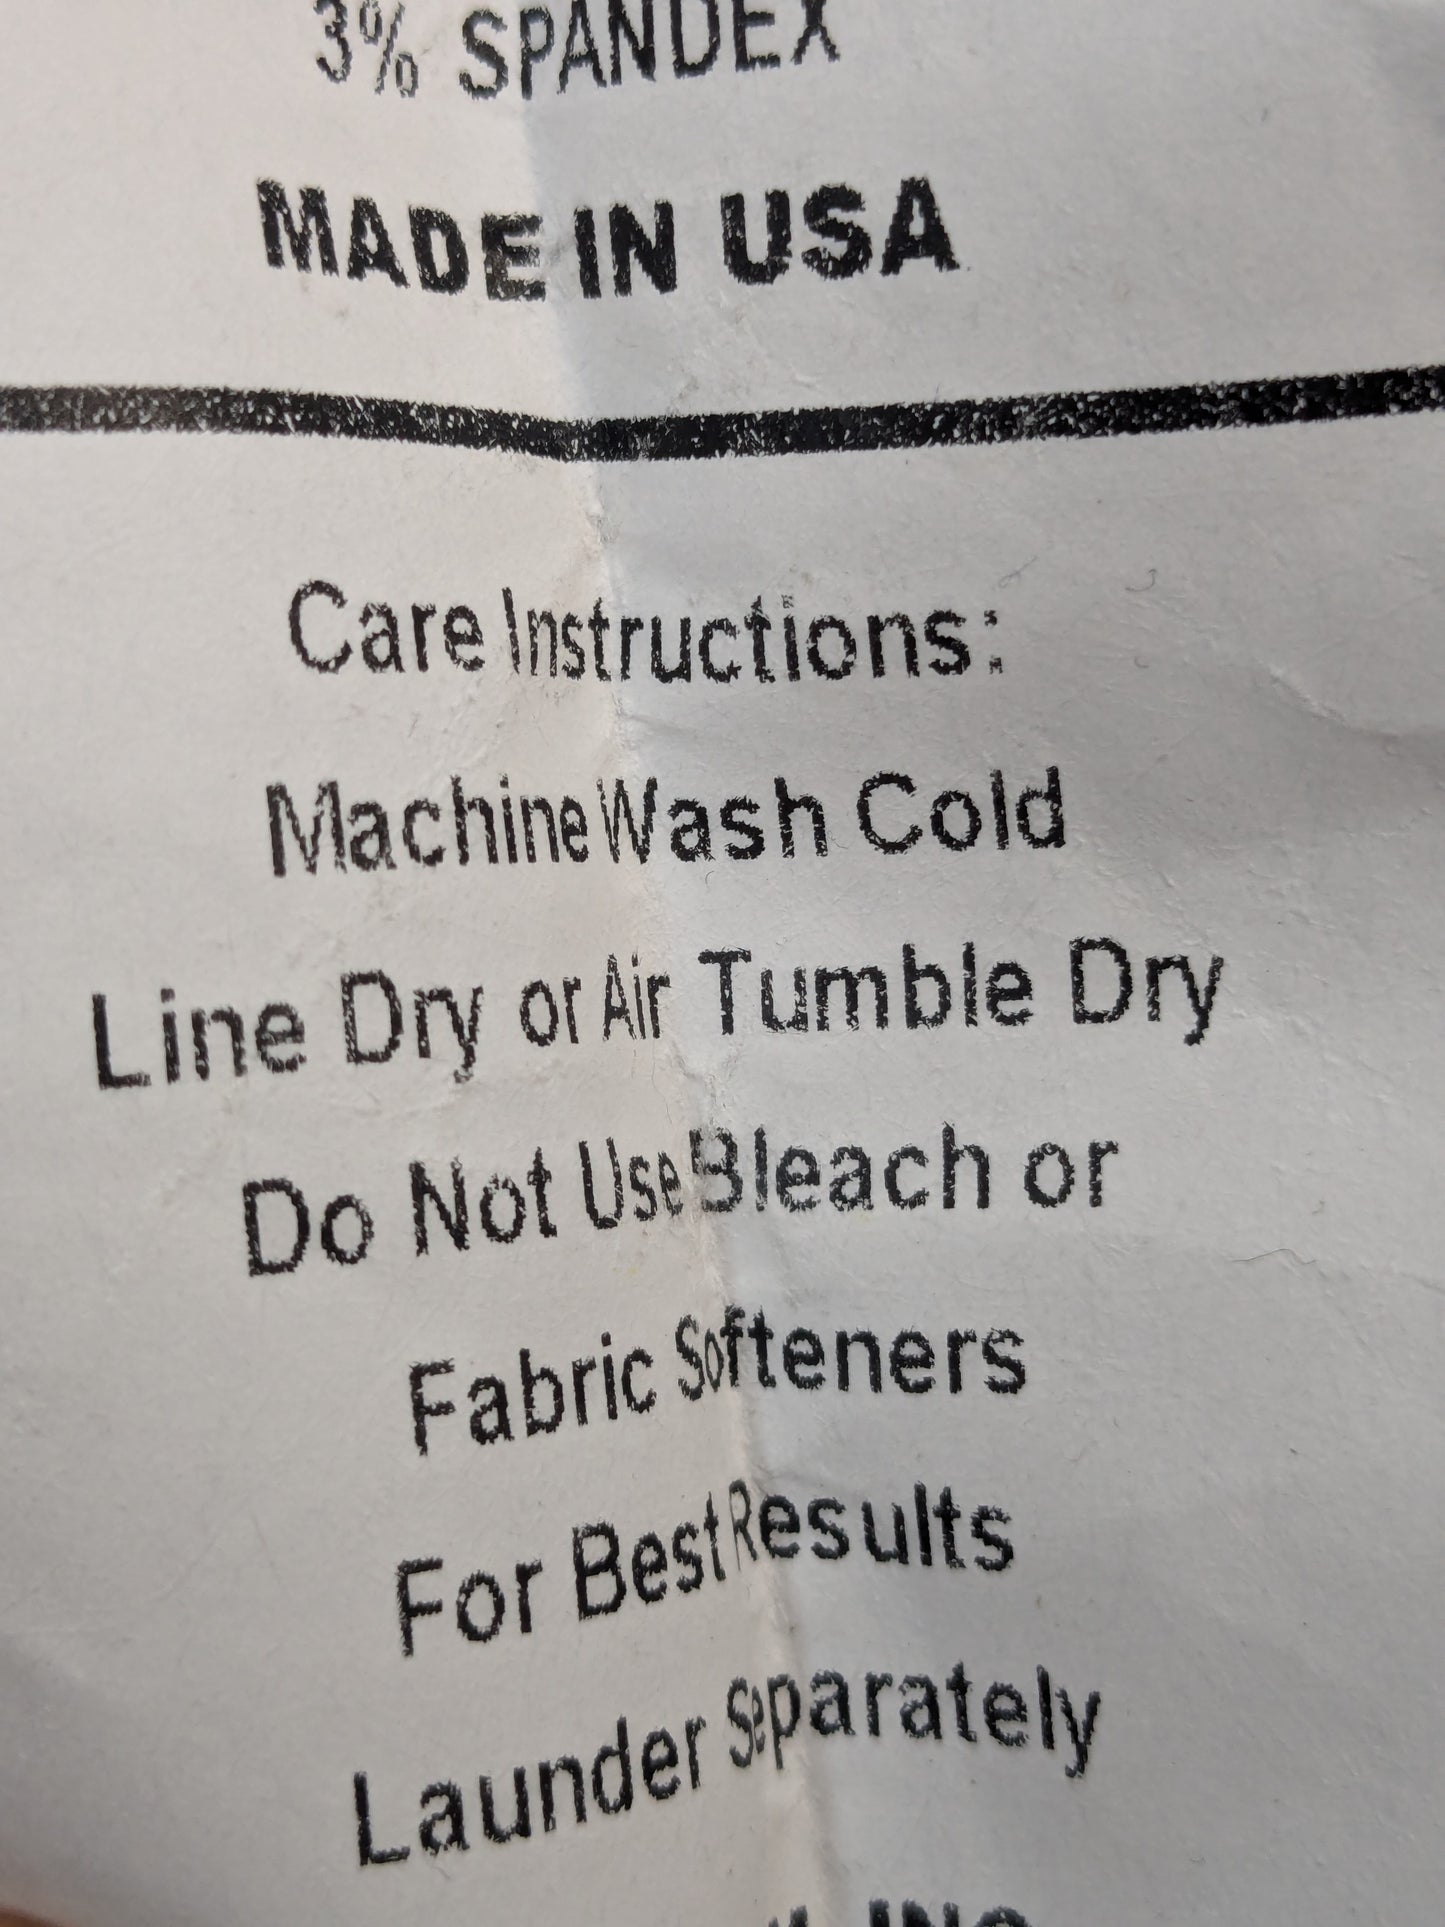 3% SPANDEX
MADE IN USA
Care Instructions:
Machine Wash Cold
Line Dry or Air Tumble Dry
Do Not Use Bleach or
Fabric Softeners
For Best Results
Launder Separately
INC